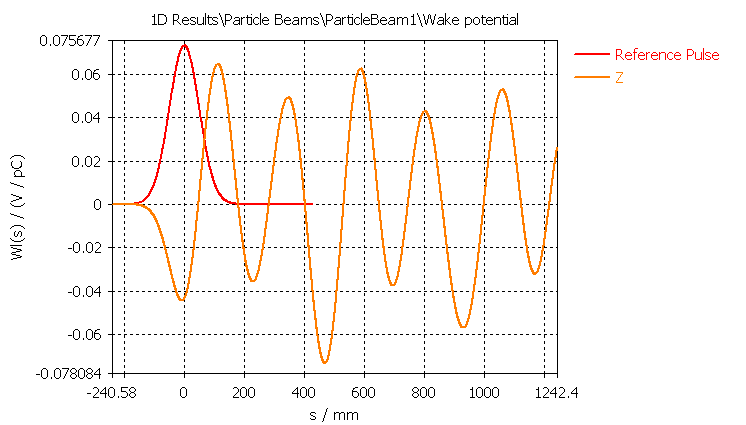 1D Results\Particle Beams\ParticleBeam1\Wake potential
0.075677
0.06
0.04
0.02
0
-0.02
-0.04
-0.06
-0.078084
Wl(s) / (V / pC)
-240.58 0 200 400 600 800 1000 1242.4
s / mm
Reference Pulse
Z